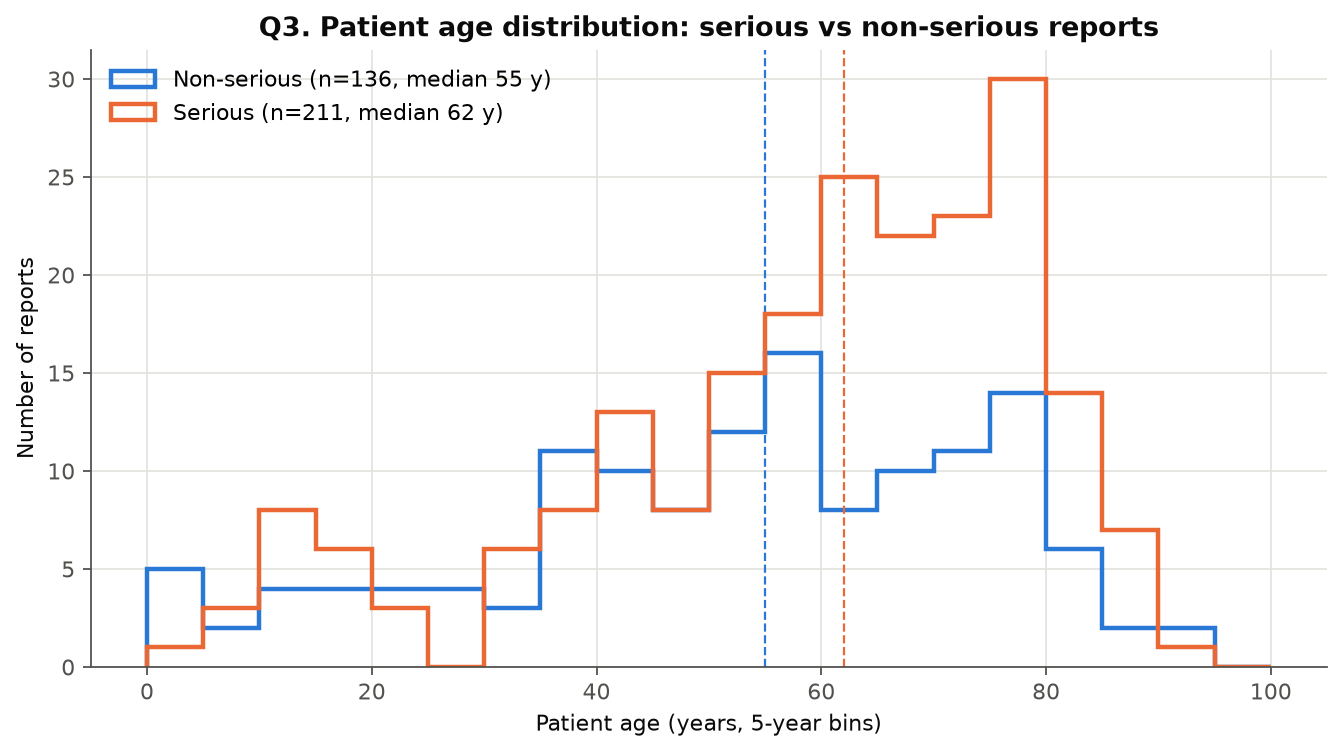 Q3. Patient age distribution: serious vs non-serious reports
Non-serious (n=136, median 55 y)
Serious (n=211, median 62 y)
Number of reports
30
25
20
15
10
5
0
0 20 40 60 80 100
Patient age (years, 5-year bins)